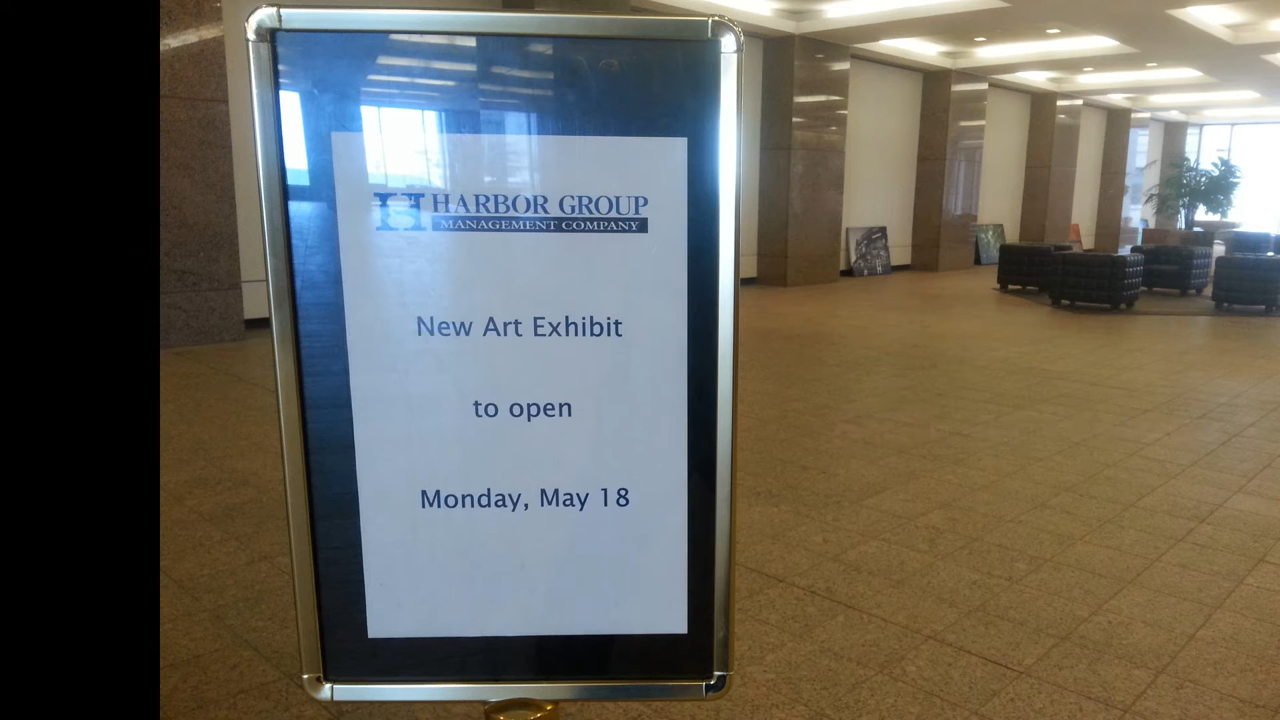 HARBOR GROUP
MANAGEMENT COMPANY
New Art Exhibit
to open
Monday, May 18